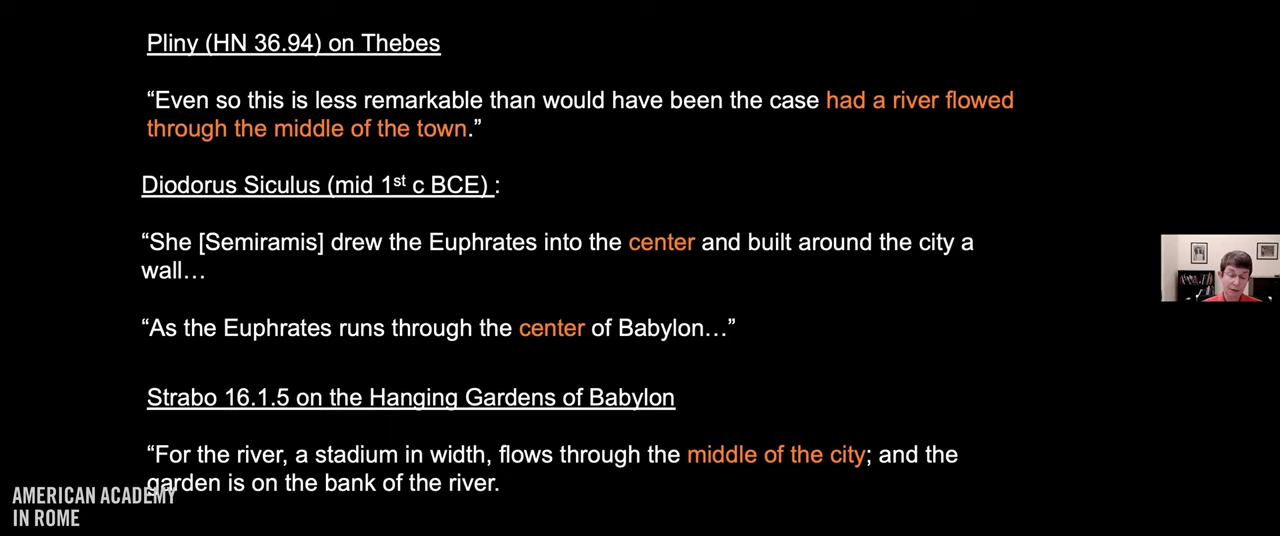 Pliny (HN 36.94) on Thebes
“Even so this is less remarkable than would have been the case had a river flowed
through the middle of the town.”
Diodorus Siculus (mid 1st c BCE) :
“She [Semiramis] drew the Euphrates into the center and built around the city a
wall…
“As the Euphrates runs through the center of Babylon…”
Strabo 16.1.5 on the Hanging Gardens of Babylon
“For the river, a stadium in width, flows through the middle of the city; and the
garden is on the bank of the river.
AMERICAN ACADEMY
IN ROME